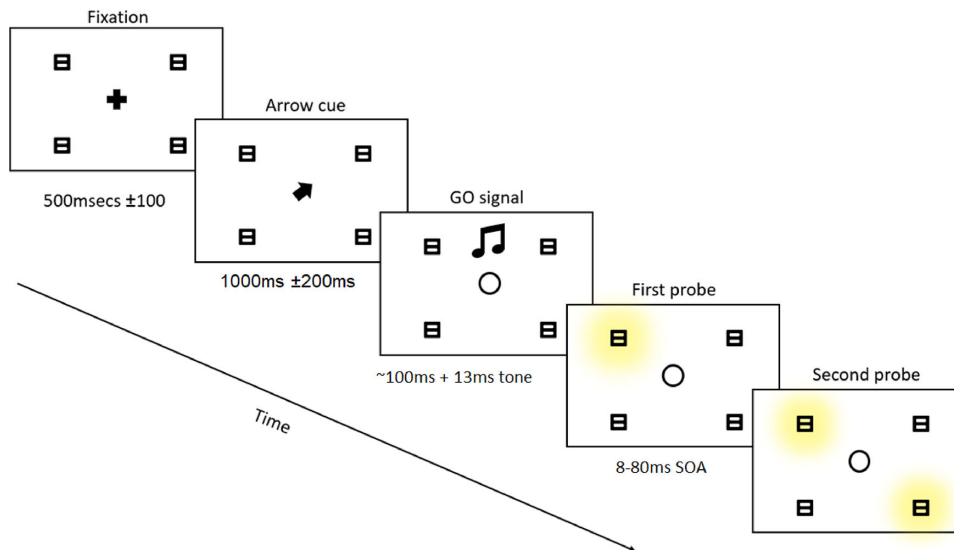 Fixation
500msecs ±100
Arrow cue
1000ms ±200ms
GO signal
~100ms + 13ms tone
First probe
8-80ms SOA
Second probe
Time